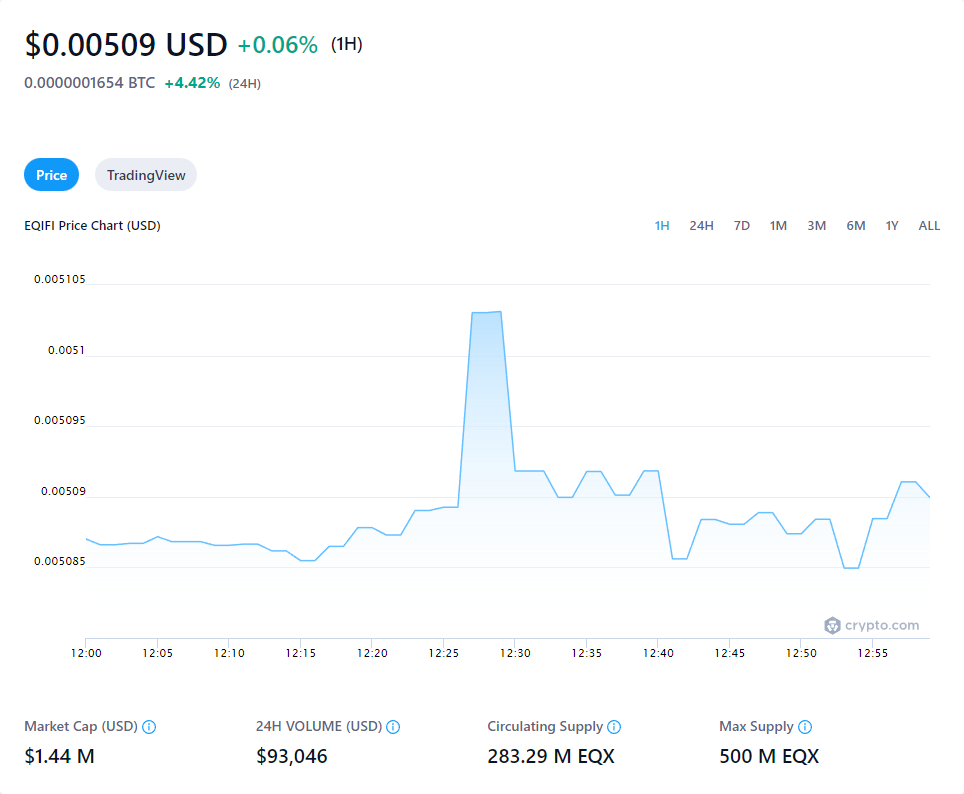 $0.00509 USD +0.06% (1H)
0.0000001654 BTC +4.42% (24H)
Price TradingView
EQIFI Price Chart (USD) 1H 24H 7D 1M 3M 6M 1Y ALL
0.005105
0.0051
0.005095
0.00509
0.005085
crypto.com
12:00 12:05 12:10 12:15 12:20 12:25 12:30 12:35 12:40 12:45 12:50 12:55
Market Cap (USD) 24H VOLUME (USD) Circulating Supply Max Supply
$1.44 M $93,046 283.29 M EQX 500 M EQX